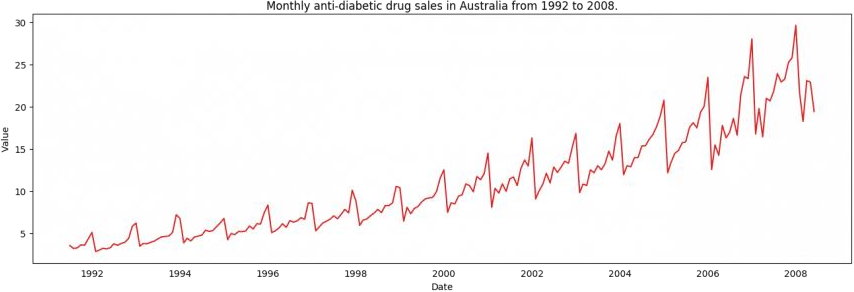 Monthly anti-diabetic drug sales in Australia from 1992 to 2008.
30
25
20
15
10
5
Value
1992 1994 1996 1998 2000 2002 2004 2006 2008
Date